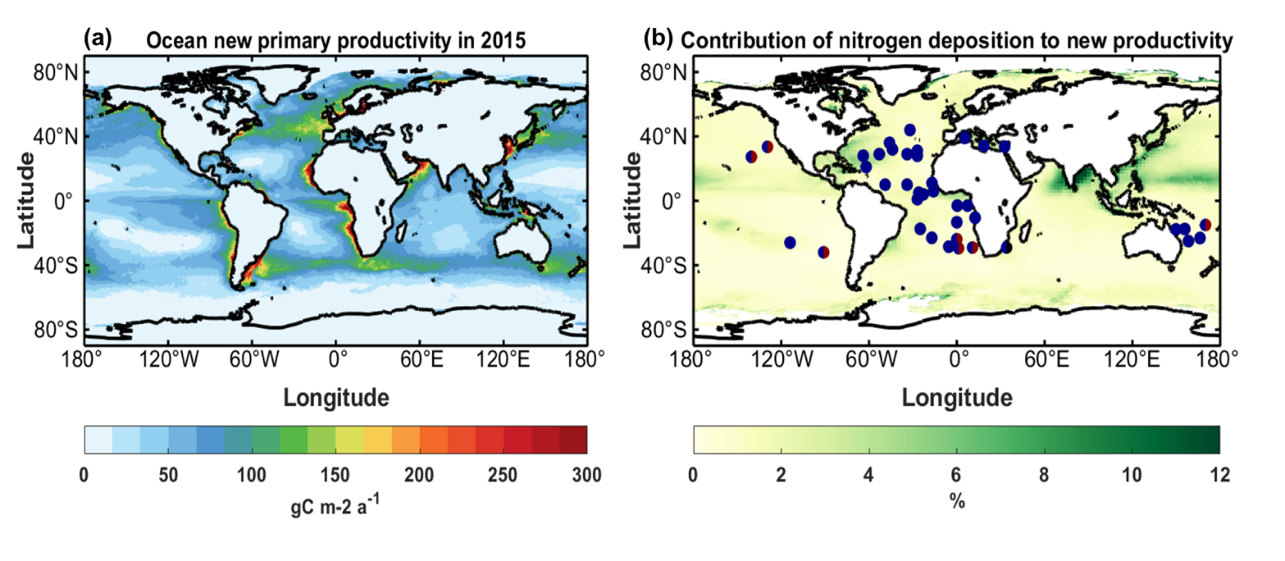 (a) Ocean new primary productivity in 2015
80°N
40°N
0°
40°S
80°S
Latitude
180° 120°W 60°W 0° 60°E 120°E 180°
Longitude
0 50 100 150 200 250 300
gC m-2 a-1
(b) Contribution of nitrogen deposition to new productivity
80°N
40°N
0°
40°S
80°S
Latitude
180° 120°W 60°W 0° 60°E 120°E 180°
Longitude
0 2 4 6 8 10 12
%